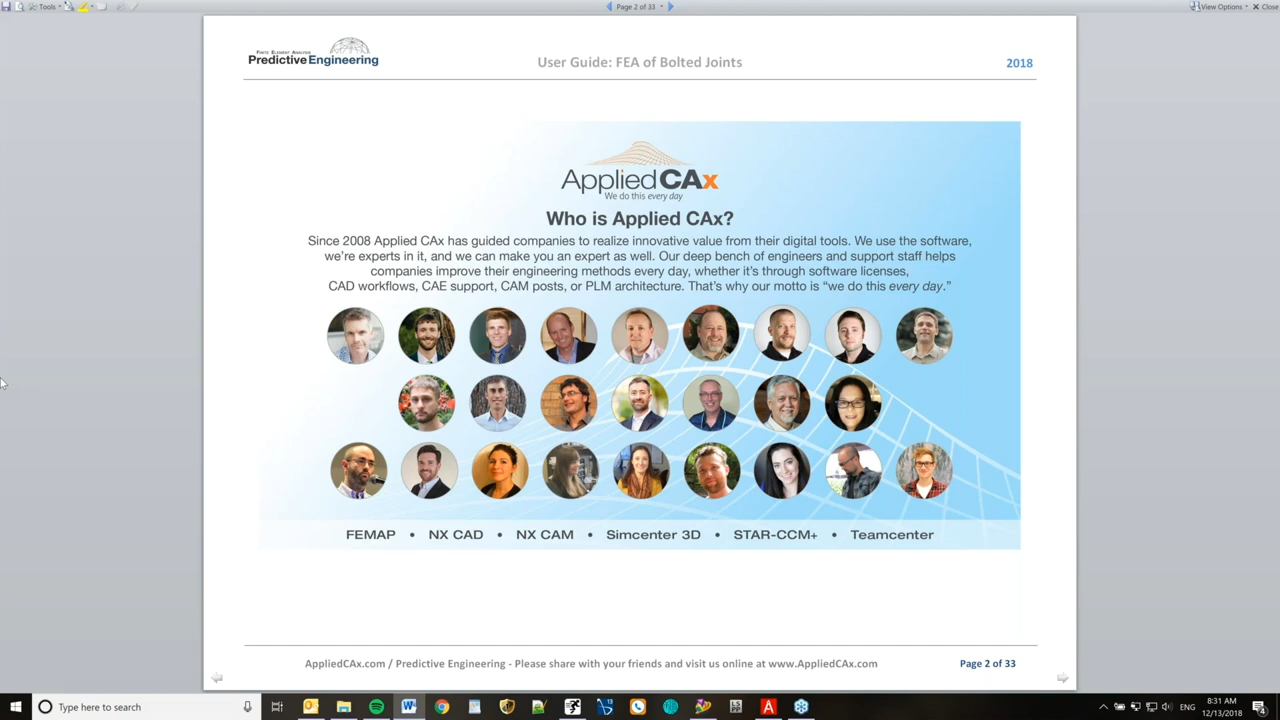 Tools
Page 2 of 33
View Options
Close
FINITE ELEMENT ANALYSIS
Predictive Engineering
User Guide: FEA of Bolted Joints
2018
Applied CAx
We do this every day
Who is Applied CAx?
Since 2008 Applied CAx has guided companies to realize innovative value from their digital tools. We use the software,
we’re experts in it, and we can make you an expert as well. Our deep bench of engineers and support staff helps
companies improve their engineering methods every day, whether it’s through software licenses,
CAD workflows, CAE support, CAM posts, or PLM architecture. That’s why our motto is “we do this every day.”
FEMAP • NX CAD • NX CAM • Simcenter 3D • STAR-CCM+ • Teamcenter
AppliedCAx.com / Predictive Engineering - Please share with your friends and visit us online at www.AppliedCAx.com
Page 2 of 33
Type here to search
ENG
8:31 AM
12/13/2018